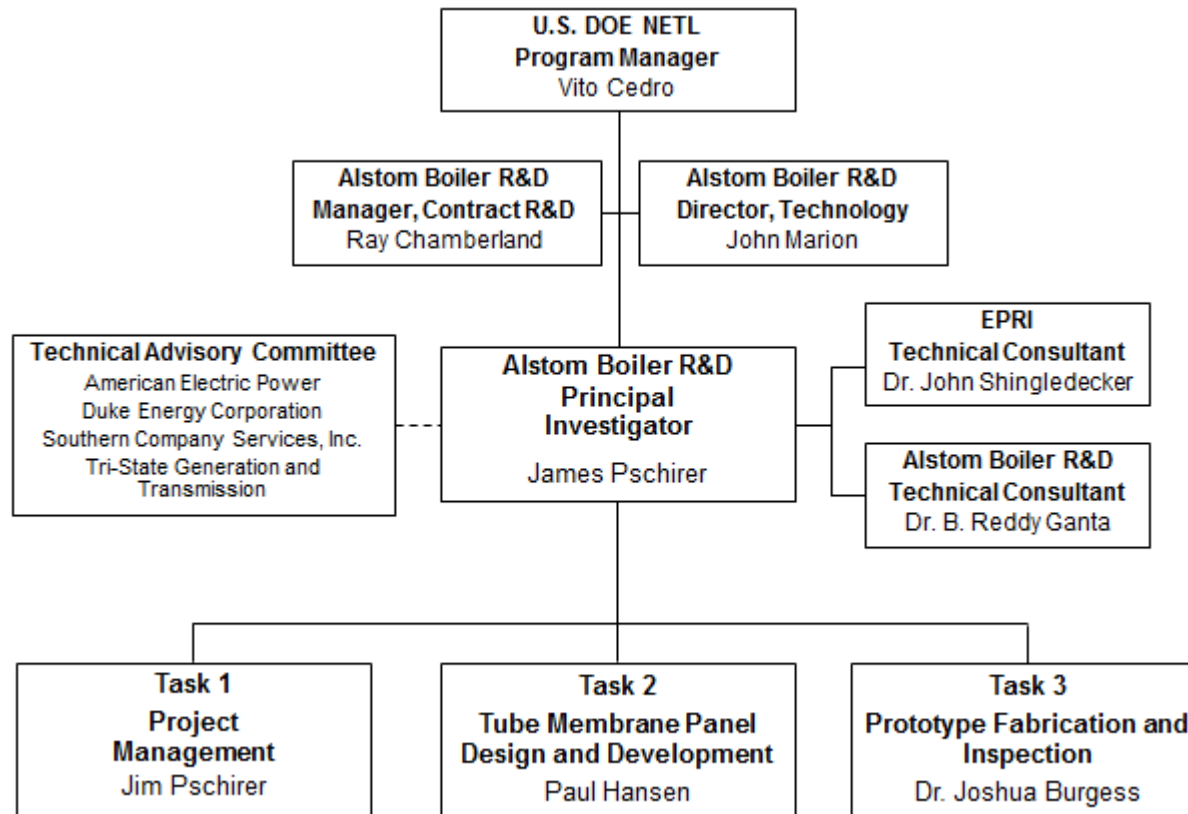 U.S. DOE NETL
Program Manager
Vito Cedro
Alstom Boiler R&D
Manager, Contract R&D
Ray Chamberland
Alstom Boiler R&D
Director, Technology
John Marion
Technical Advisory Committee
American Electric Power
Duke Energy Corporation
Southern Company Services, Inc.
Tri-State Generation and
Transmission
Alstom Boiler R&D
Principal
Investigator
James Pschirer
EPRI
Technical Consultant
Dr. John Shingledecker
Alstom Boiler R&D
Technical Consultant
Dr. B. Reddy Ganta
Task 1
Project
Management
Jim Pschirer
Task 2
Tube Membrane Panel
Design and Development
Paul Hansen
Task 3
Prototype Fabrication and
Inspection
Dr. Joshua Burgess